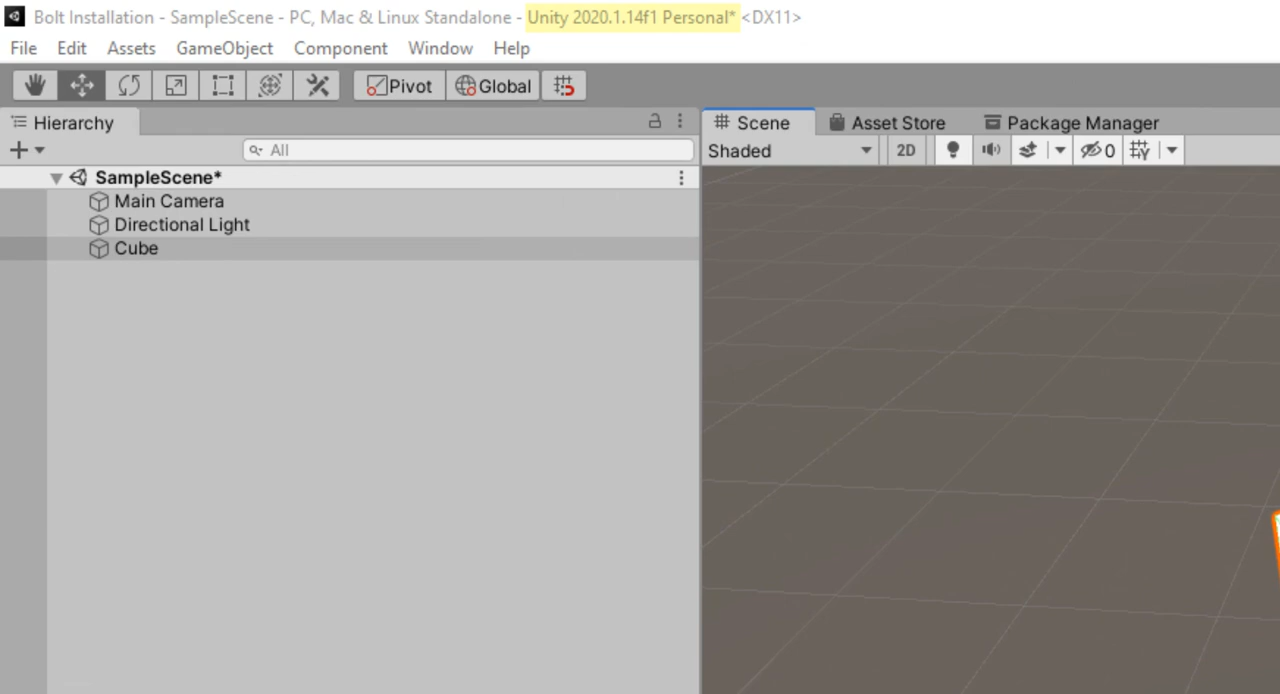 Bolt Installation - SampleScene - PC, Mac & Linux Standalone - Unity 2020.1.14f1 Personal* <DX11>
File Edit Assets GameObject Component Window Help
Pivot Global
Hierarchy
All
SampleScene*
Main Camera
Directional Light
Cube
Scene Asset Store Package Manager
Shaded 2D 0